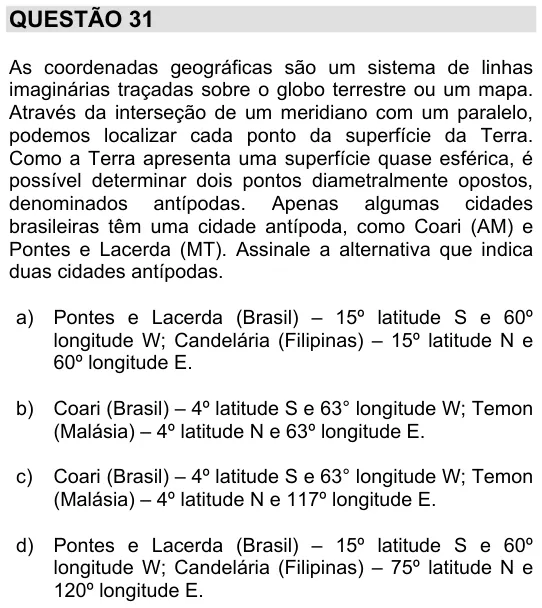 QUESTÃO 31
As coordenadas geográficas são um sistema de linhas
imaginárias traçadas sobre o globo terrestre ou um mapa.
Através da interseção de um meridiano com um paralelo,
podemos localizar cada ponto da superfície da Terra.
Como a Terra apresenta uma superfície quase esférica, é
possível determinar dois pontos diametralmente opostos,
denominados antípodas. Apenas algumas cidades
brasileiras têm uma cidade antípoda, como Coari (AM) e
Pontes e Lacerda (MT). Assinale a alternativa que indica
duas cidades antípodas.
a) Pontes e Lacerda (Brasil) – 15º latitude S e 60º
longitude W; Candelária (Filipinas) – 15º latitude N e
60º longitude E.
b) Coari (Brasil) – 4º latitude S e 63° longitude W; Temon
(Malásia) – 4º latitude N e 63º longitude E.
c) Coari (Brasil) – 4º latitude S e 63° longitude W; Temon
(Malásia) – 4º latitude N e 117º longitude E.
d) Pontes e Lacerda (Brasil) – 15º latitude S e 60º
longitude W; Candelária (Filipinas) – 75º latitude N e
120º longitude E.